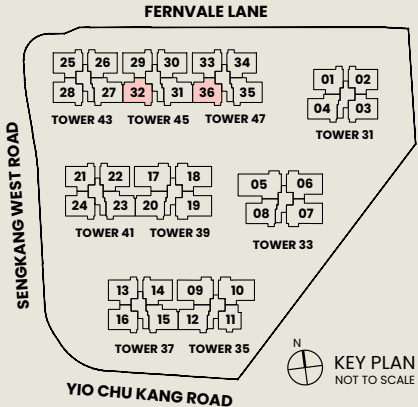 FERNVALE LANE
25 26 29 30 33 34
28 27 32 31 36 35
TOWER 43 TOWER 45 TOWER 47
01 02
04 03
TOWER 31
SENGKANG WEST ROAD
21 22 17 18
24 23 20 19
TOWER 41 TOWER 39
05 06
08 07
TOWER 33
13 14 09 10
16 15 12 11
TOWER 37 TOWER 35
N
KEY PLAN
NOT TO SCALE
YIO CHU KANG ROAD